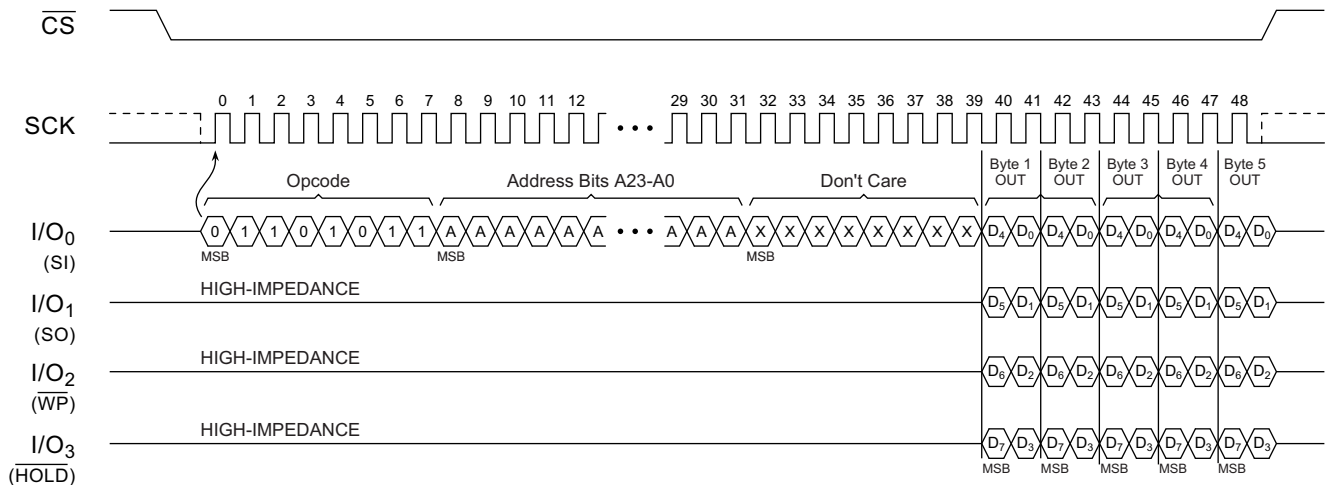 CS
0 1 2 3 4 5 6 7 8 9 10 11 12 29 30 31 32 33 34 35 36 37 38 39 40 41 42 43 44 45 46 47 48
SCK •••
Byte 1 OUT Byte 2 OUT Byte 3 OUT Byte 4 OUT Byte 5 OUT
Opcode Address Bits A23-A0 Don't Care
I/O0 (SI) 0 1 1 0 1 0 1 1 A A A A A A ••• A A A X X X X X X X X D4 D0 D4 D0 D4 D0 D4 D0 D4 D0
MSB MSB MSB
HIGH-IMPEDANCE
I/O1 (SO) D5 D1 D5 D1 D5 D1 D5 D1 D5 D1
HIGH-IMPEDANCE
I/O2 (WP) D6 D2 D6 D2 D6 D2 D6 D2 D6 D2
HIGH-IMPEDANCE
I/O3 (HOLD) D7 D3 D7 D3 D7 D3 D7 D3 D7 D3
MSB MSB MSB MSB MSB